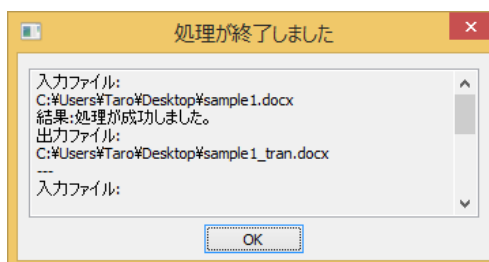 処理が終了しました
入力ファイル:
C:¥Users¥Taro¥Desktop¥sample1.docx
結果:処理が成功しました。
出力ファイル:
C:¥Users¥Taro¥Desktop¥sample1_tran.docx
---
入力ファイル:
OK